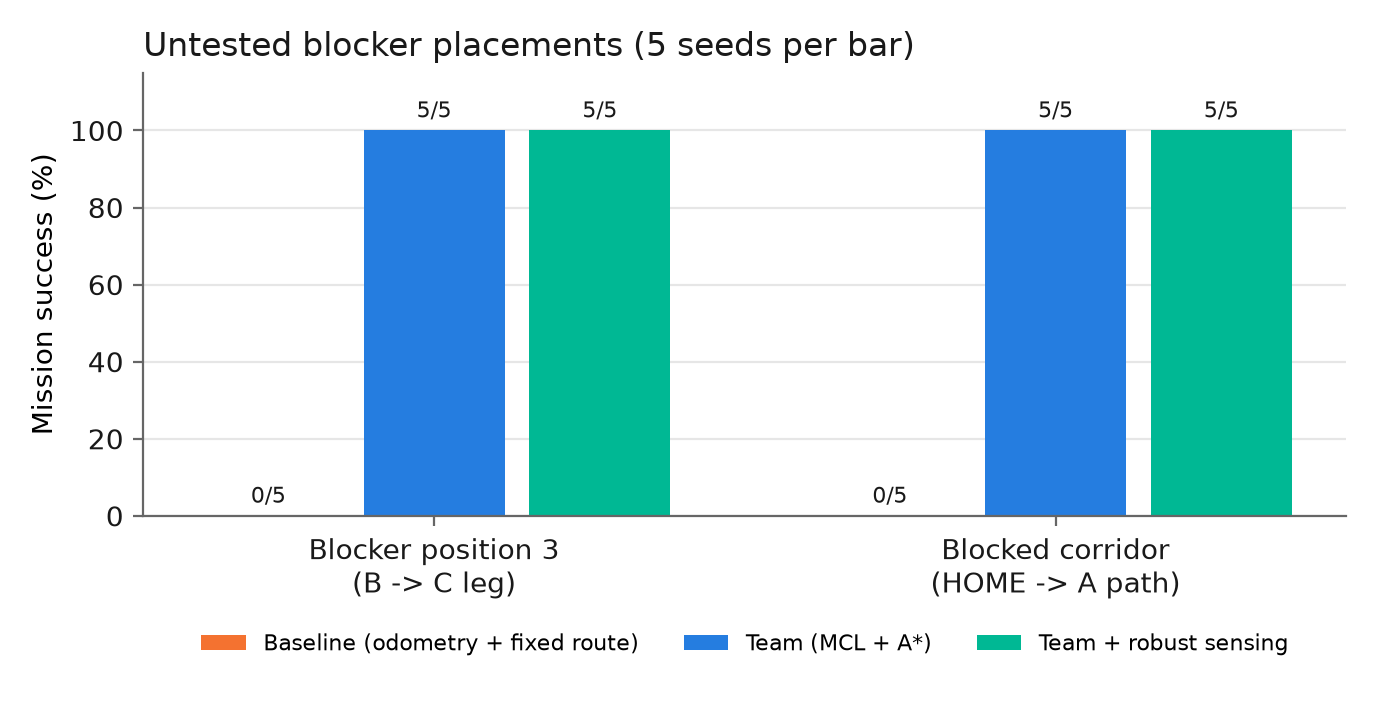 Untested blocker placements (5 seeds per bar)
Mission success (%)
100
80
60
40
20
0
0/5
5/5
5/5
0/5
5/5
5/5
Blocker position 3
(B -> C leg)
Blocked corridor
(HOME -> A path)
Baseline (odometry + fixed route)
Team (MCL + A*)
Team + robust sensing